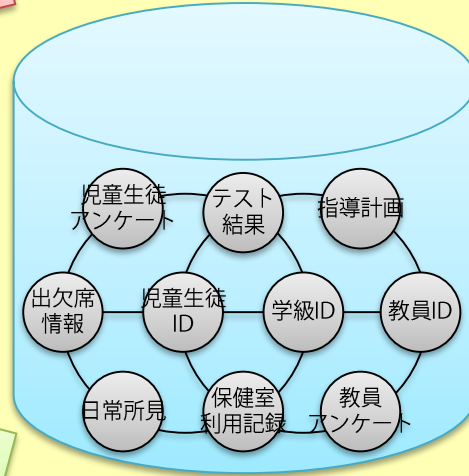 児童生徒
アンケート
テスト
結果
指導計画
出欠席
情報
児童生徒
ID
学級ID
教員ID
日常所見
保健室
利用記録
教員
アンケート